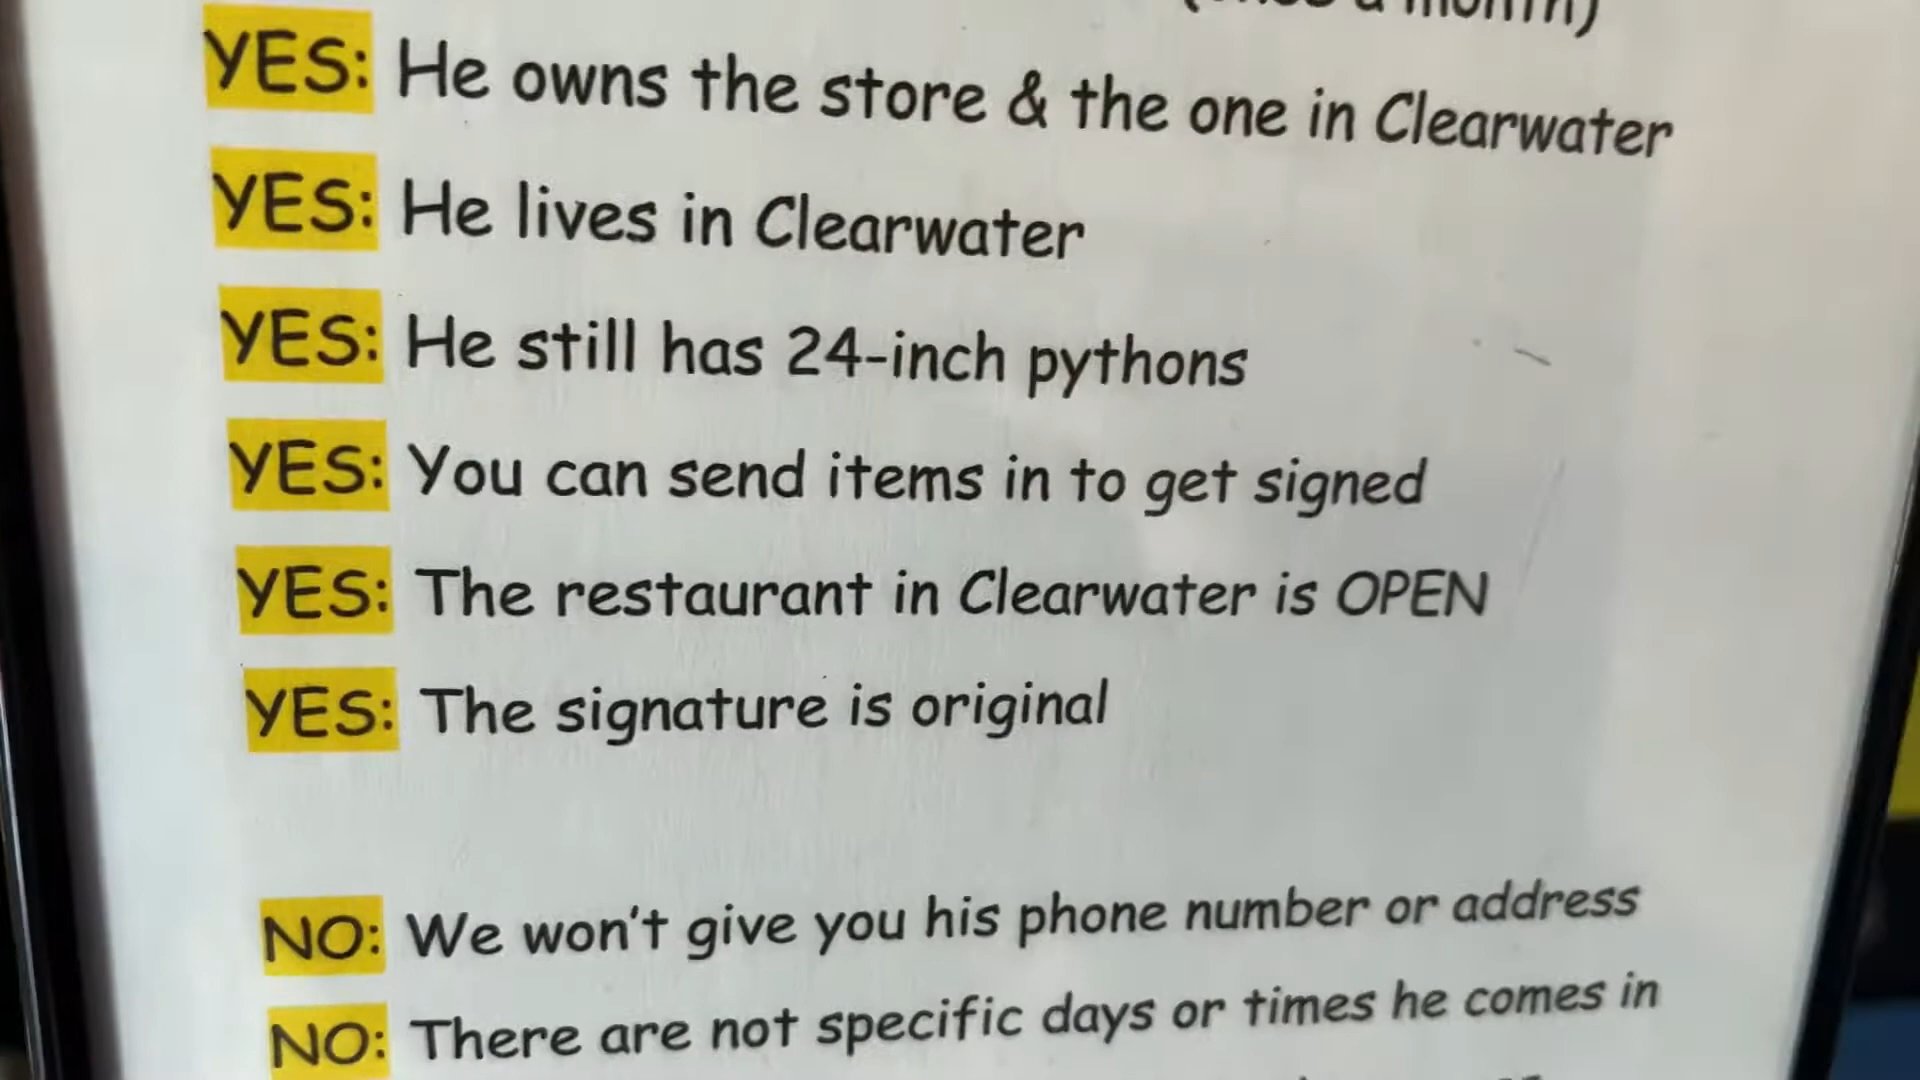 a month)
YES: He owns the store & the one in Clearwater
YES: He lives in Clearwater
YES: He still has 24-inch pythons
YES: You can send items in to get signed
YES: The restaurant in Clearwater is OPEN
YES: The signature is original
NO: We won't give you his phone number or address
NO: There are not specific days or times he comes in